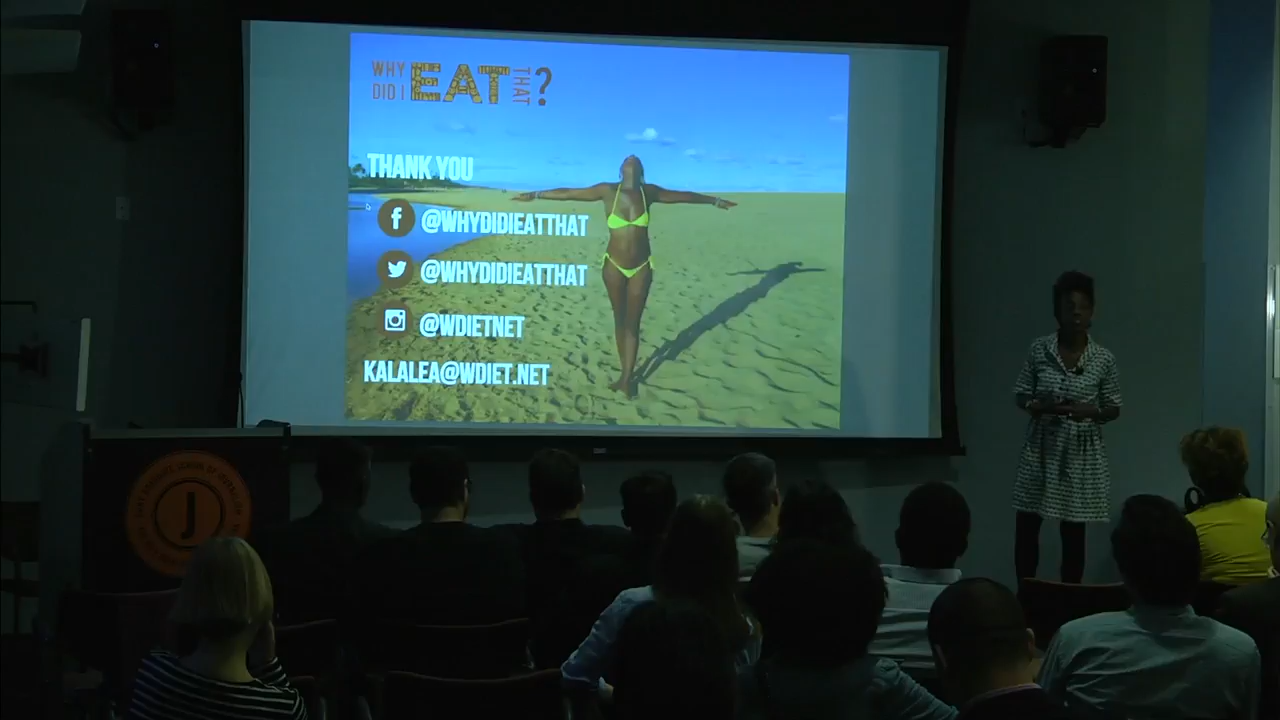 WHY DID I EAT THAT?
THANK YOU
@WHYDIDIEATTHAT
@WHYDIDIEATTHAT
@WDIETNET
KALALEA@WDIET.NET
J